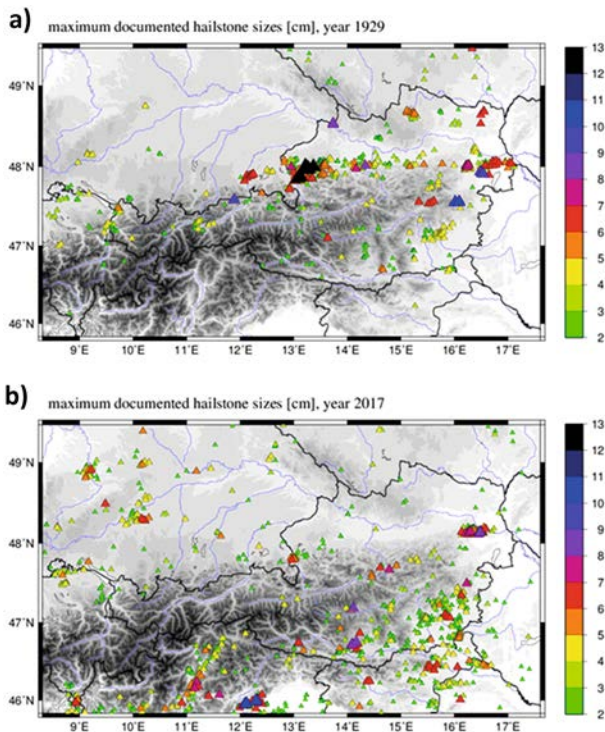 a)
maximum documented hailstone sizes [cm], year 1929
49°N
48°N
47°N
46°N
9°E 10°E 11°E 12°E 13°E 14°E 15°E 16°E 17°E
13
12
11
10
9
8
7
6
5
4
3
2
b)
maximum documented hailstone sizes [cm], year 2017
49°N
48°N
47°N
46°N
9°E 10°E 11°E 12°E 13°E 14°E 15°E 16°E 17°E
13
12
11
10
9
8
7
6
5
4
3
2